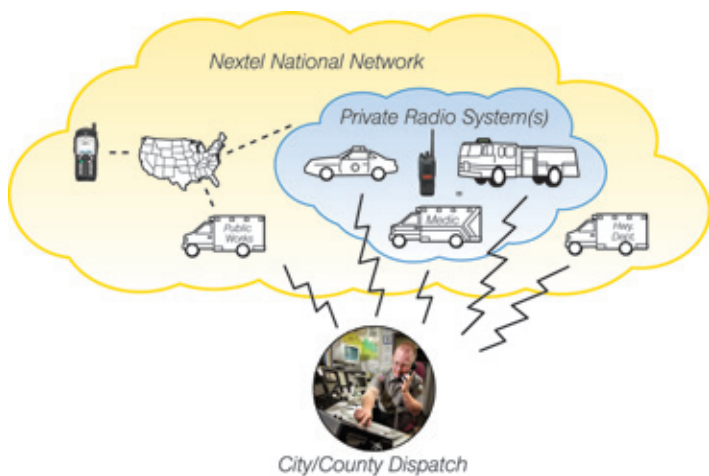 Nextel National Network
Private Radio System(s)
Public
Works
Medic
Hwy.
Dept.
City/County Dispatch